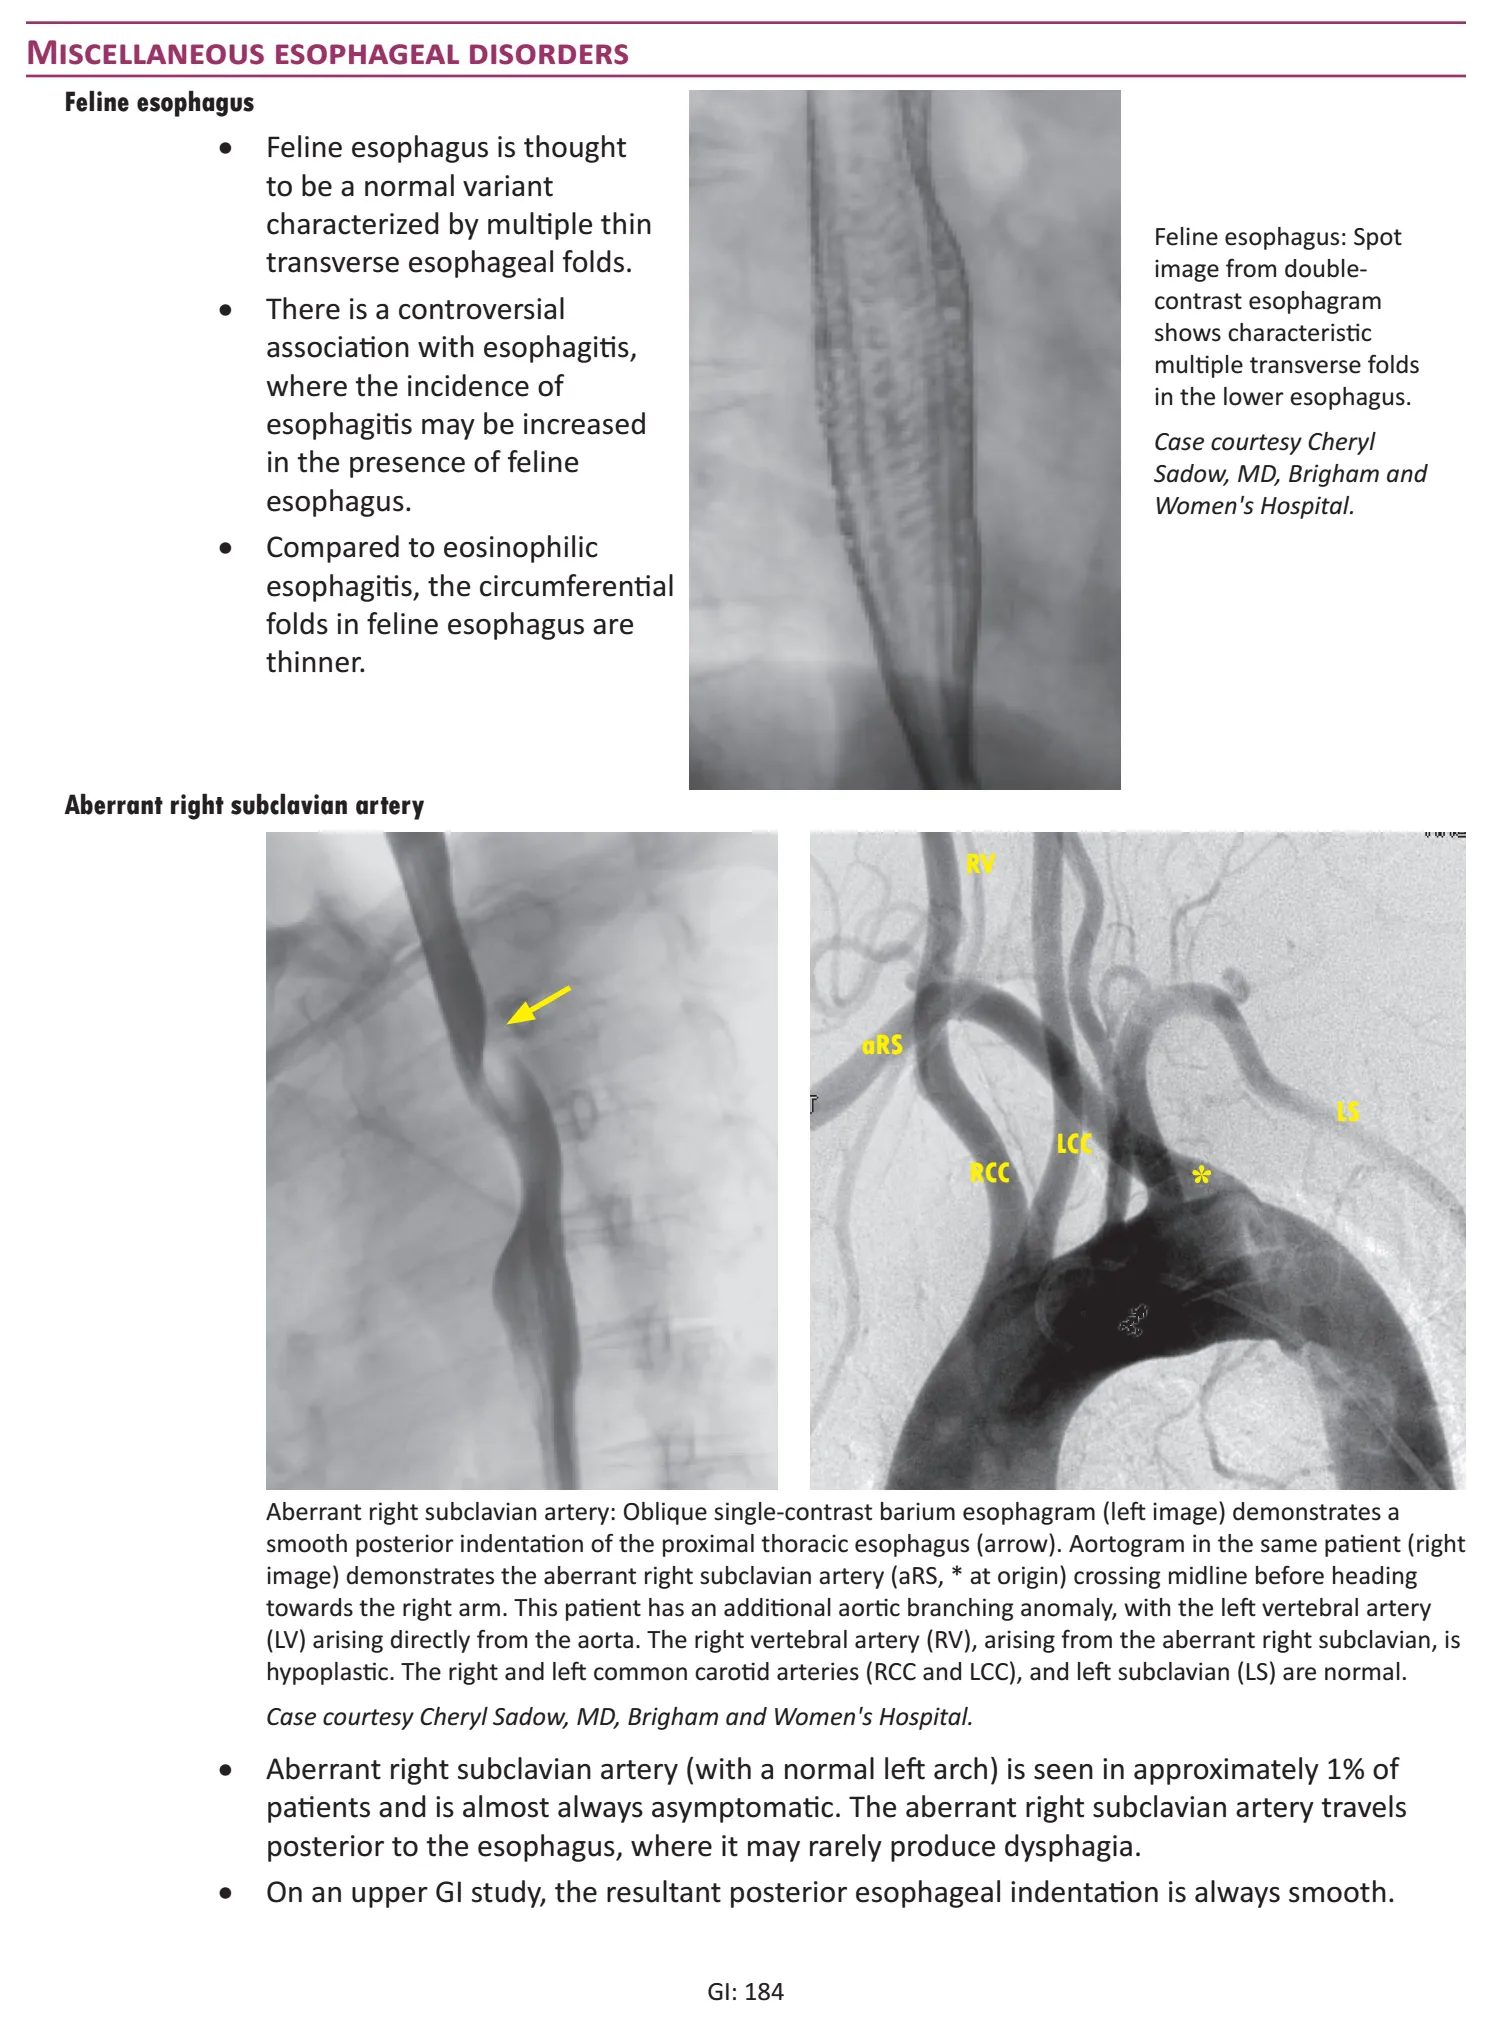 Miscellaneous esophageal disorders
Feline esophagus
• Feline esophagus is thought
to be a normal variant
characterized by multiple thin
transverse esophageal folds.
• There is a controversial
association with esophagitis,
where the incidence of
esophagitis may be increased
in the presence of feline
esophagus.
• Compared to eosinophilic
esophagitis, the circumferential
folds in feline esophagus are
thinner.
Feline esophagus: Spot
image from double-
contrast esophagram
shows characteristic
multiple transverse folds
in the lower esophagus.
Case courtesy Cheryl
Sadow, MD, Brigham and
Women's Hospital.
Aberrant right subclavian artery
RV
aRS
LS
LCC
RCC
*
Aberrant right subclavian artery: Oblique single-contrast barium esophagram (left image) demonstrates a
smooth posterior indentation of the proximal thoracic esophagus (arrow). Aortogram in the same patient (right
image) demonstrates the aberrant right subclavian artery (aRS, * at origin) crossing midline before heading
towards the right arm. This patient has an additional aortic branching anomaly, with the left vertebral artery
(LV) arising directly from the aorta. The right vertebral artery (RV), arising from the aberrant right subclavian, is
hypoplastic. The right and left common carotid arteries (RCC and LCC), and left subclavian (LS) are normal.
Case courtesy Cheryl Sadow, MD, Brigham and Women's Hospital.
• Aberrant right subclavian artery (with a normal left arch) is seen in approximately 1% of
patients and is almost always asymptomatic. The aberrant right subclavian artery travels
posterior to the esophagus, where it may rarely produce dysphagia.
• On an upper GI study, the resultant posterior esophageal indentation is always smooth.
GI: 184